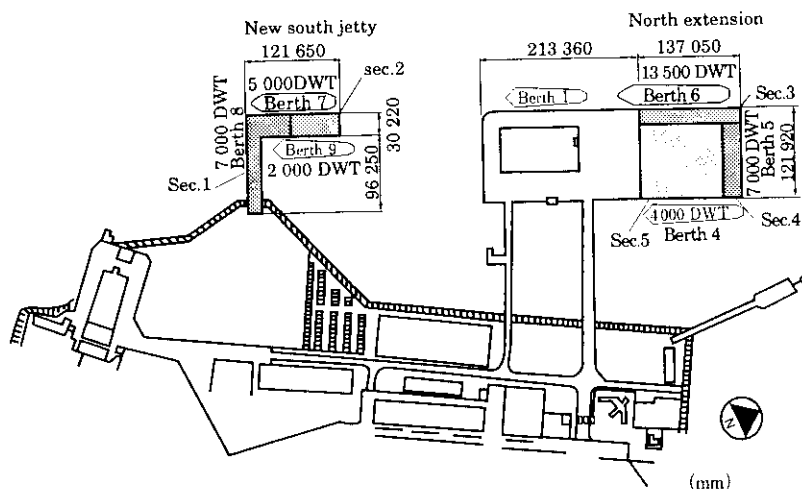 New south jetty
121 650
5 000DWT
Berth 7
sec.2
7 000 DWT
Berth 8
30 220
Berth 9
2 000 DWT
96 250
Sec.1
North extension
213 360
137 050
13 500 DWT
Berth 1
Berth 6
Sec.3
7 000 DWT
Berth 5
121 920
4 000 DWT
Sec.4
Sec.5
Berth 4
N
(mm)